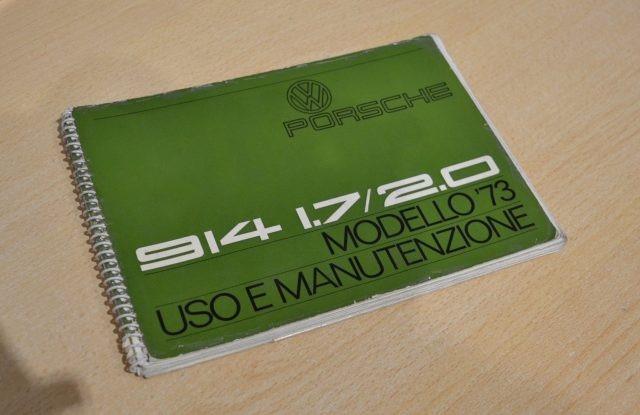 VW
PORSCHE
914 1.7/2.0
MODELLO '73
USO E MANUTENZIONE